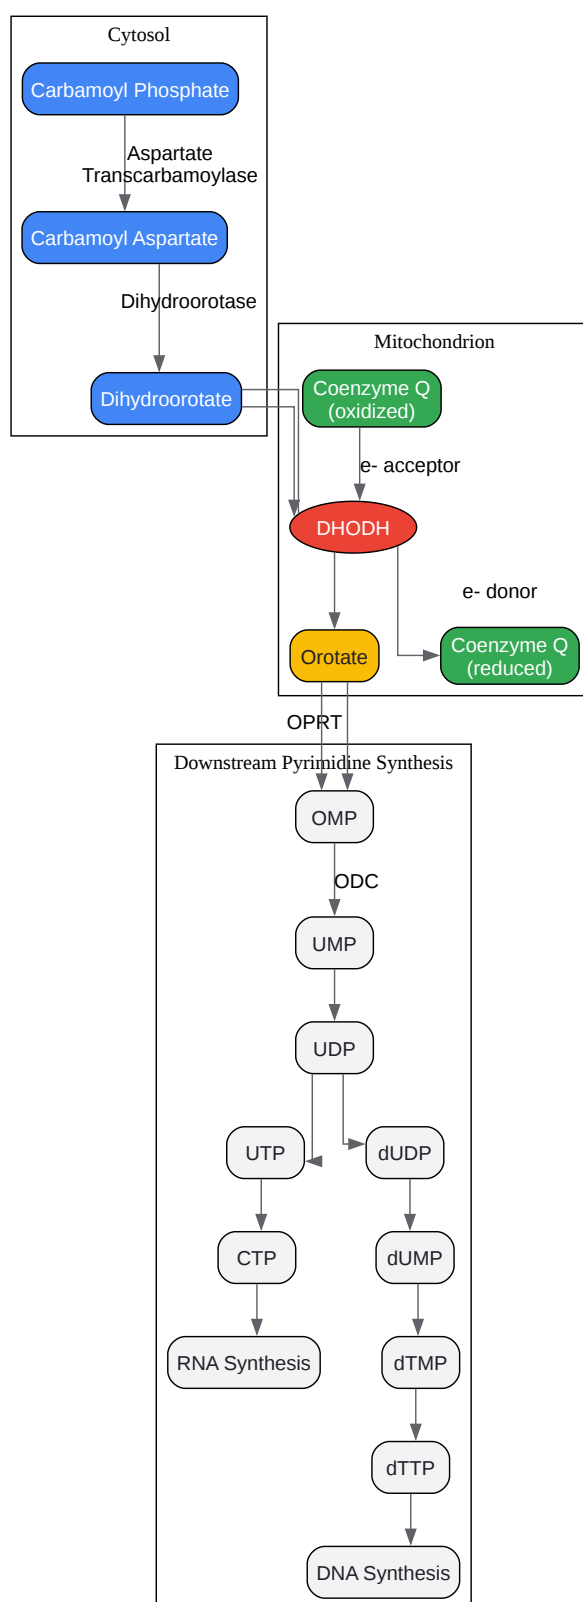 Cytosol
Carbamoyl Phosphate
Aspartate
Transcarbamoylase
Carbamoyl Aspartate
Dihydroorotase
Dihydroorotate
Mitochondrion
Coenzyme Q
(oxidized)
e- acceptor
DHODH
e- donor
Orotate
Coenzyme Q
(reduced)
OPRT
Downstream Pyrimidine Synthesis
OMP
ODC
UMP
UDP
UTP
dUDP
CTP
dUMP
RNA Synthesis
dTMP
dTTP
DNA Synthesis